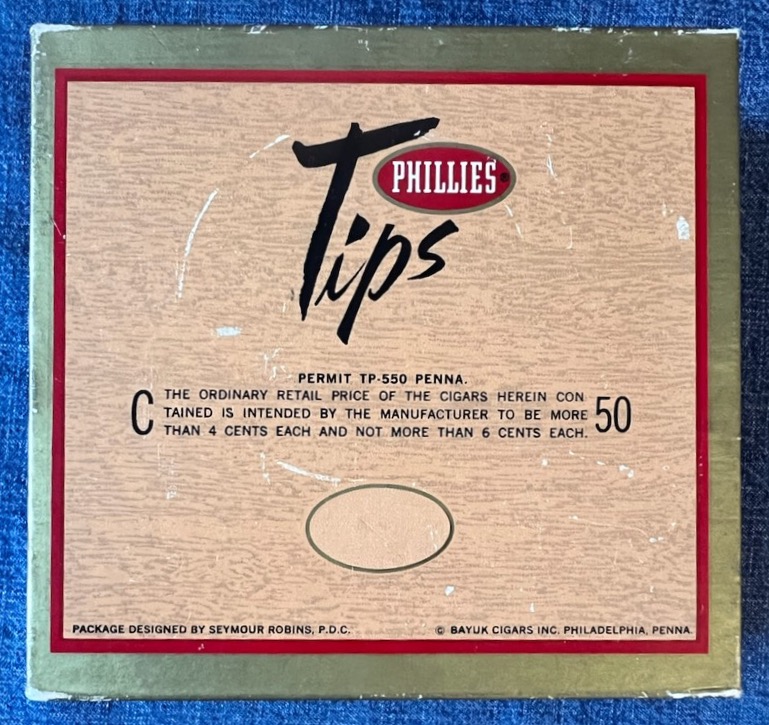 PHILLIES
Tips
PERMIT TP-550 PENNA.
THE ORDINARY RETAIL PRICE OF THE CIGARS HEREIN CON
C TAINED IS INTENDED BY THE MANUFACTURER TO BE MORE 50
THAN 4 CENTS EACH AND NOT MORE THAN 6 CENTS EACH.
PACKAGE DESIGNED BY SEYMOUR ROBINS, P.D.C. © BAYUK CIGARS INC. PHILADELPHIA, PENNA.